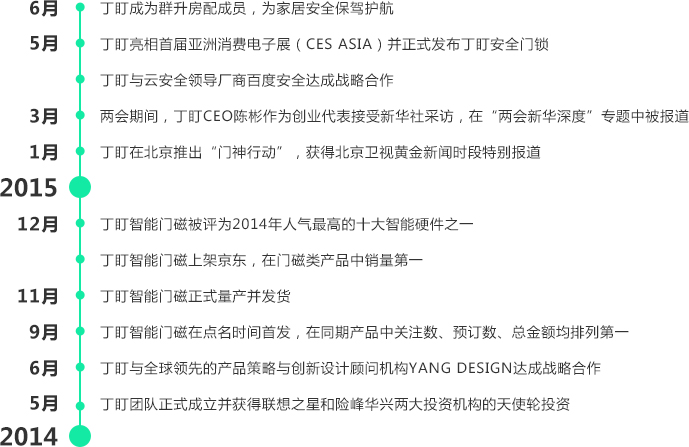 6月 丁盯成为群升房配成员，为家居安全保驾护航
5月 丁盯亮相首届亚洲消费电子展（CES ASIA）并正式发布丁盯安全门锁
丁盯与云安全领导厂商百度安全达成战略合作
3月 两会期间，丁盯CEO陈彬作为创业代表接受新华社采访，在“两会新华深度”专题中被报道
1月 丁盯在北京推出“门神行动”，获得北京卫视黄金新闻时段特别报道
2015
12月 丁盯智能门磁被评为2014年人气最高的十大智能硬件之一
丁盯智能门磁上架京东，在门磁类产品中销量第一
11月 丁盯智能门磁正式量产并发货
9月 丁盯智能门磁在点名时间首发，在同期产品中关注数、预订数、总金额均排列第一
6月 丁盯与全球领先的产品策略与创新设计顾问机构YANG DESIGN达成战略合作
5月 丁盯团队正式成立并获得联想之星和险峰华兴两大投资机构的天使轮投资
2014